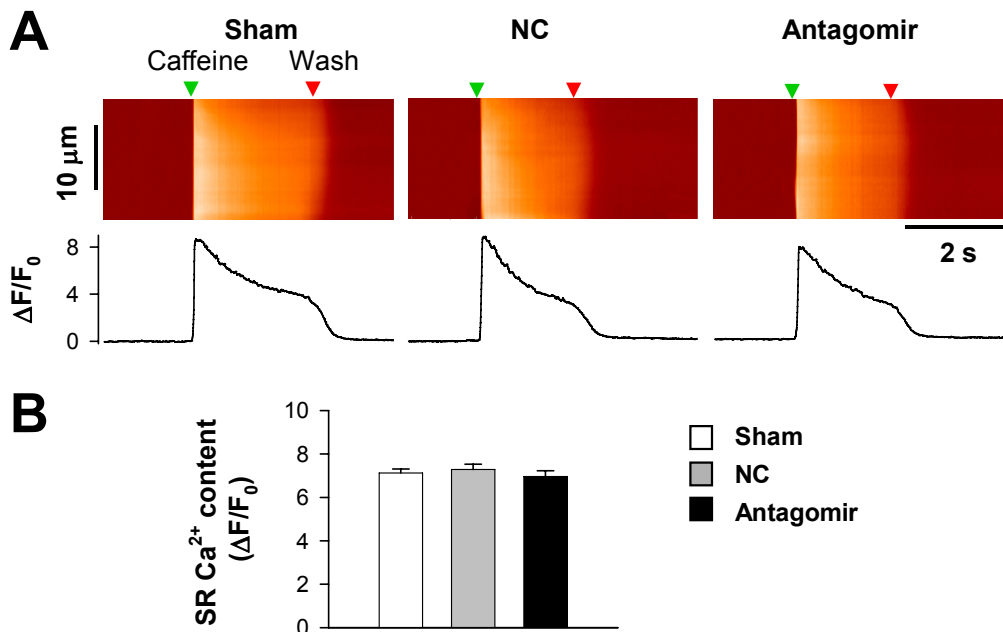 A
Sham
NC
Antagomir
Caffeine
Wash
10 μm
2 s
ΔF/F₀
8
4
0
B
SR Ca²⁺ content
(ΔF/F₀)
10
8
6
4
2
0
Sham
NC
Antagomir